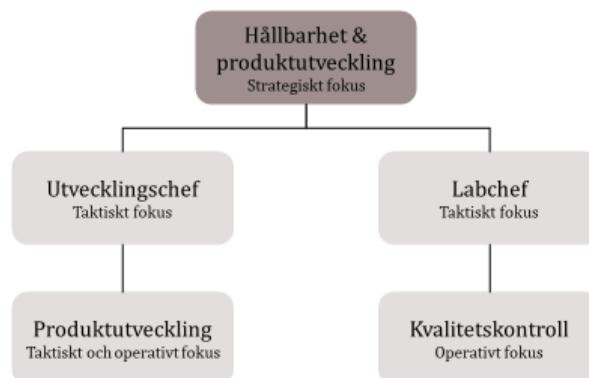 Hållbarhet &
produktutveckling
Strategiskt fokus
Utvecklingschef
Taktiskt fokus
Labchef
Taktiskt fokus
Produktutveckling
Taktiskt och operativt fokus
Kvalitetskontroll
Operativt fokus